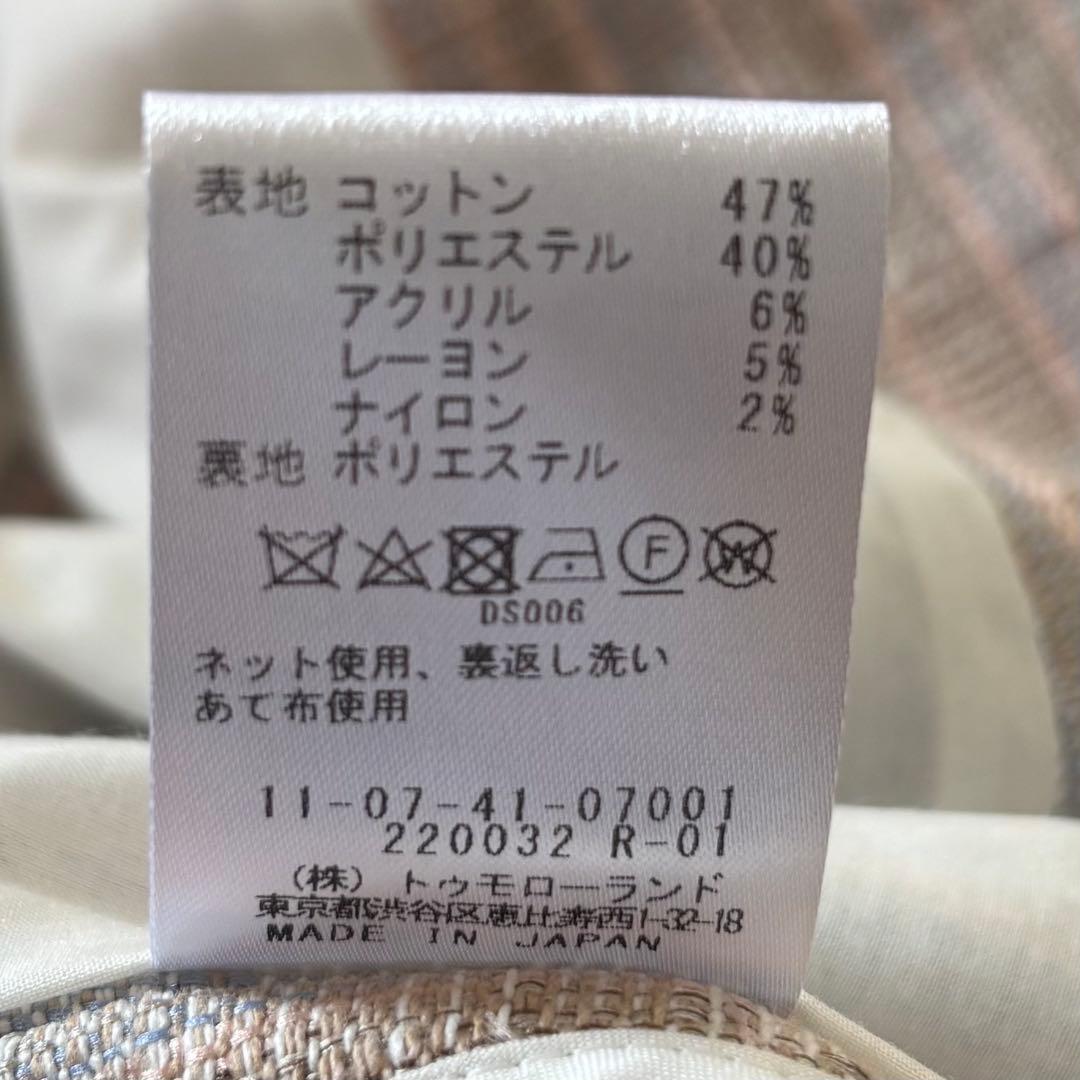 表地 コットン 47%
ポリエステル 40%
アクリル 6%
レーヨン 5%
ナイロン 2%
裏地 ポリエステル
F W
DS006
ネット使用、裏返し洗い
あて布使用
11-07-41-07001
220032 R-01
(株) トゥモローランド
東京都渋谷区恵比寿西1-32-18
MADE IN JAPAN